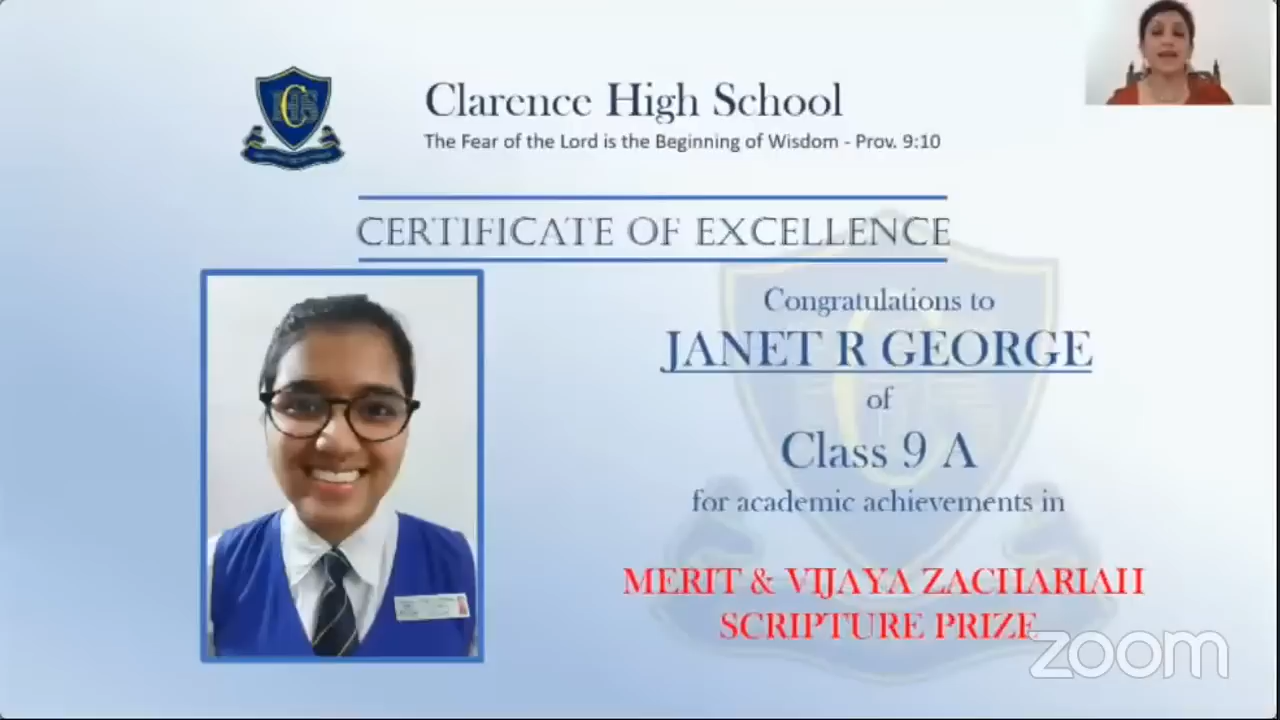 Clarence High School
The Fear of the Lord is the Beginning of Wisdom - Prov. 9:10
CERTIFICATE OF EXCELLENCE
Congratulations to
JANET R GEORGE
of
Class 9 A
for academic achievements in
MERIT & VIJAYA ZACHARIAH
SCRIPTURE PRIZE
zoom